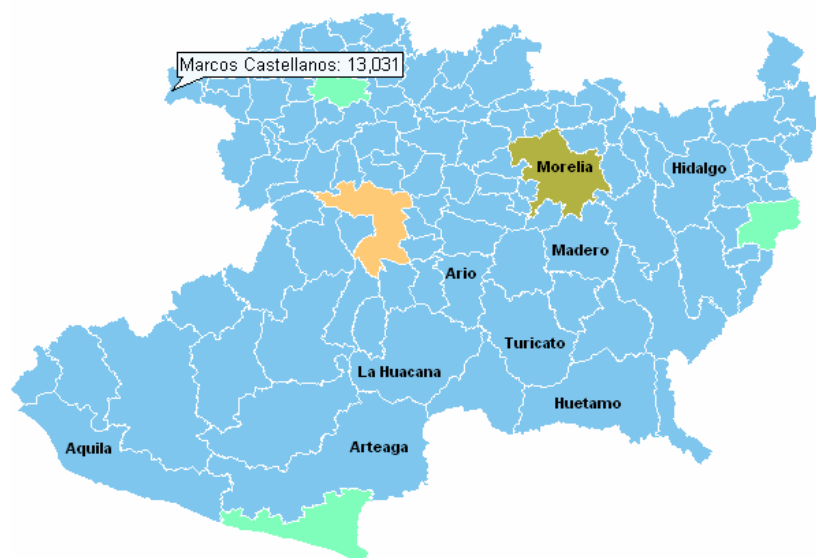 Marcos Castellanos: 13,031
Morelia
Hidalgo
Madero
Ario
Turicato
La Huacana
Huetamo
Aquila
Arteaga